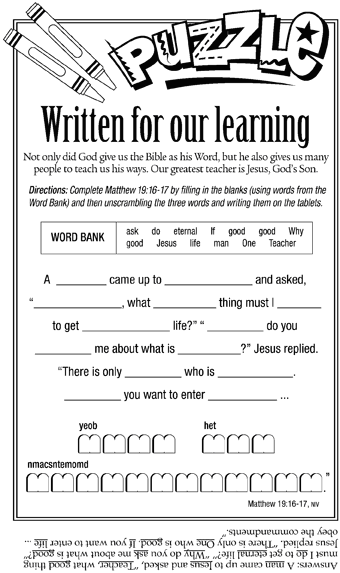 PUZZLE
Written for our learning
Not only did God give us the Bible as his Word, but he also gives us many
people to teach us his ways. Our greatest teacher is Jesus, God's Son.
Directions: Complete Matthew 19:16-17 by filling in the blanks (using words from the
Word Bank) and then unscrambling the three words and writing them on the tablets.
WORD BANK
ask do eternal If good good Why
good Jesus life man One Teacher
A ________ came up to ______________ and asked,
"______________, what __________ thing must I _______
to get ______________ life?" "_________ do you
_________ me about what is __________?" Jesus replied.
"There is only _________ who is ____________.
_________ you want to enter _________ ...
yeob het
nmacsntemomd
."
Matthew 19:16-17, NIV
Answers: A man came up to Jesus and asked, "Teacher, what good thing
must I do to get eternal life?" "Why do you ask me about what is good?"
Jesus replied. "There is only One who is good. If you want to enter life ...
obey the commandments."